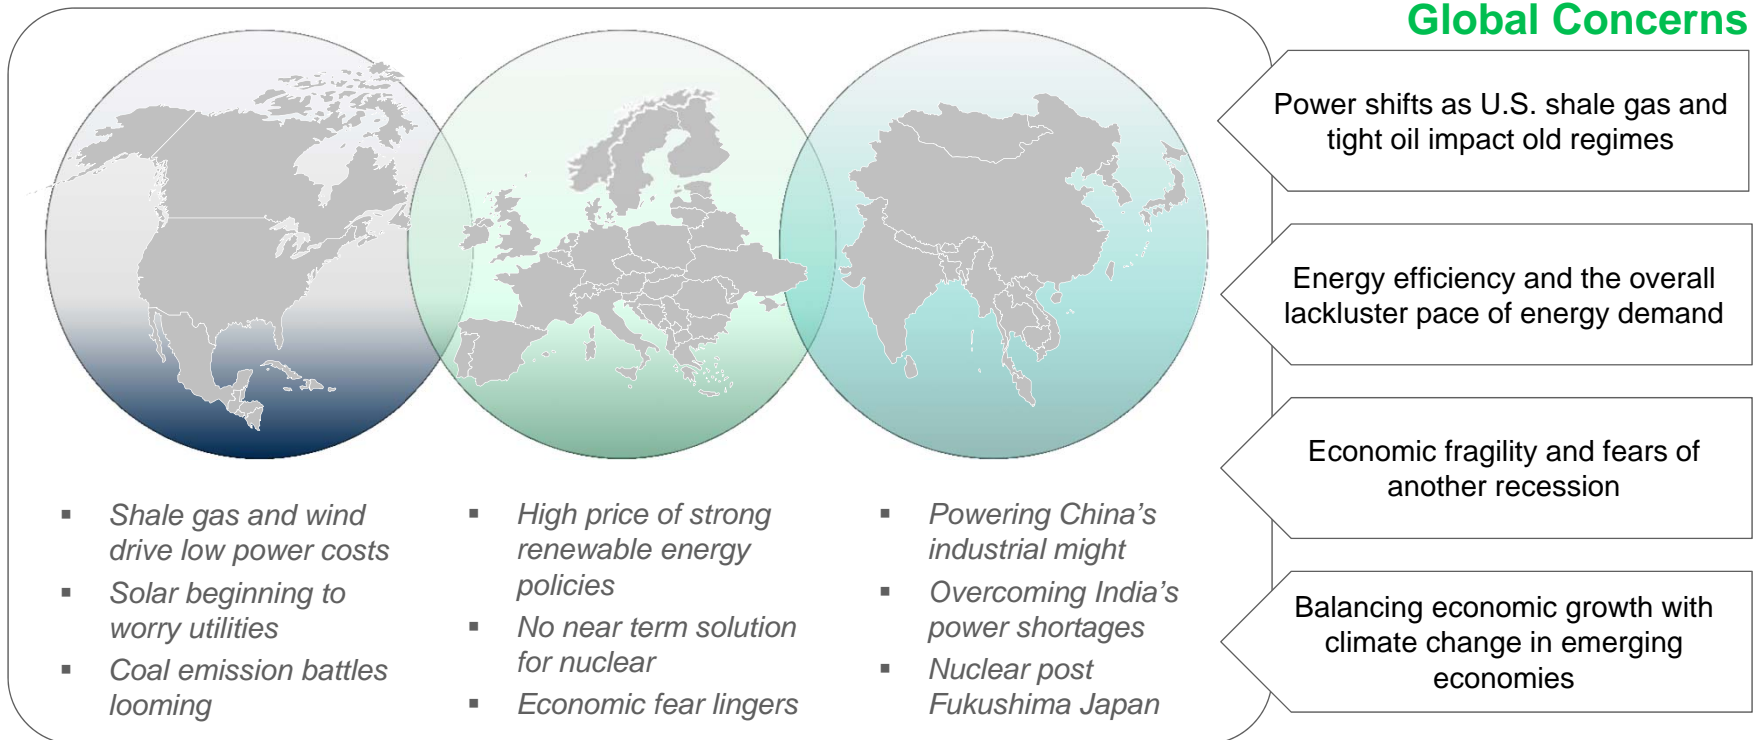 Global Concerns
Power shifts as U.S. shale gas and
tight oil impact old regimes
Energy efficiency and the overall
lackluster pace of energy demand
Economic fragility and fears of
another recession
Balancing economic growth with
climate change in emerging
economies
▪ Shale gas and wind
drive low power costs
▪ Solar beginning to
worry utilities
▪ Coal emission battles
looming
▪ High price of strong
renewable energy
policies
▪ No near term solution
for nuclear
▪ Economic fear lingers
▪ Powering China’s
industrial might
▪ Overcoming India’s
power shortages
▪ Nuclear post
Fukushima Japan